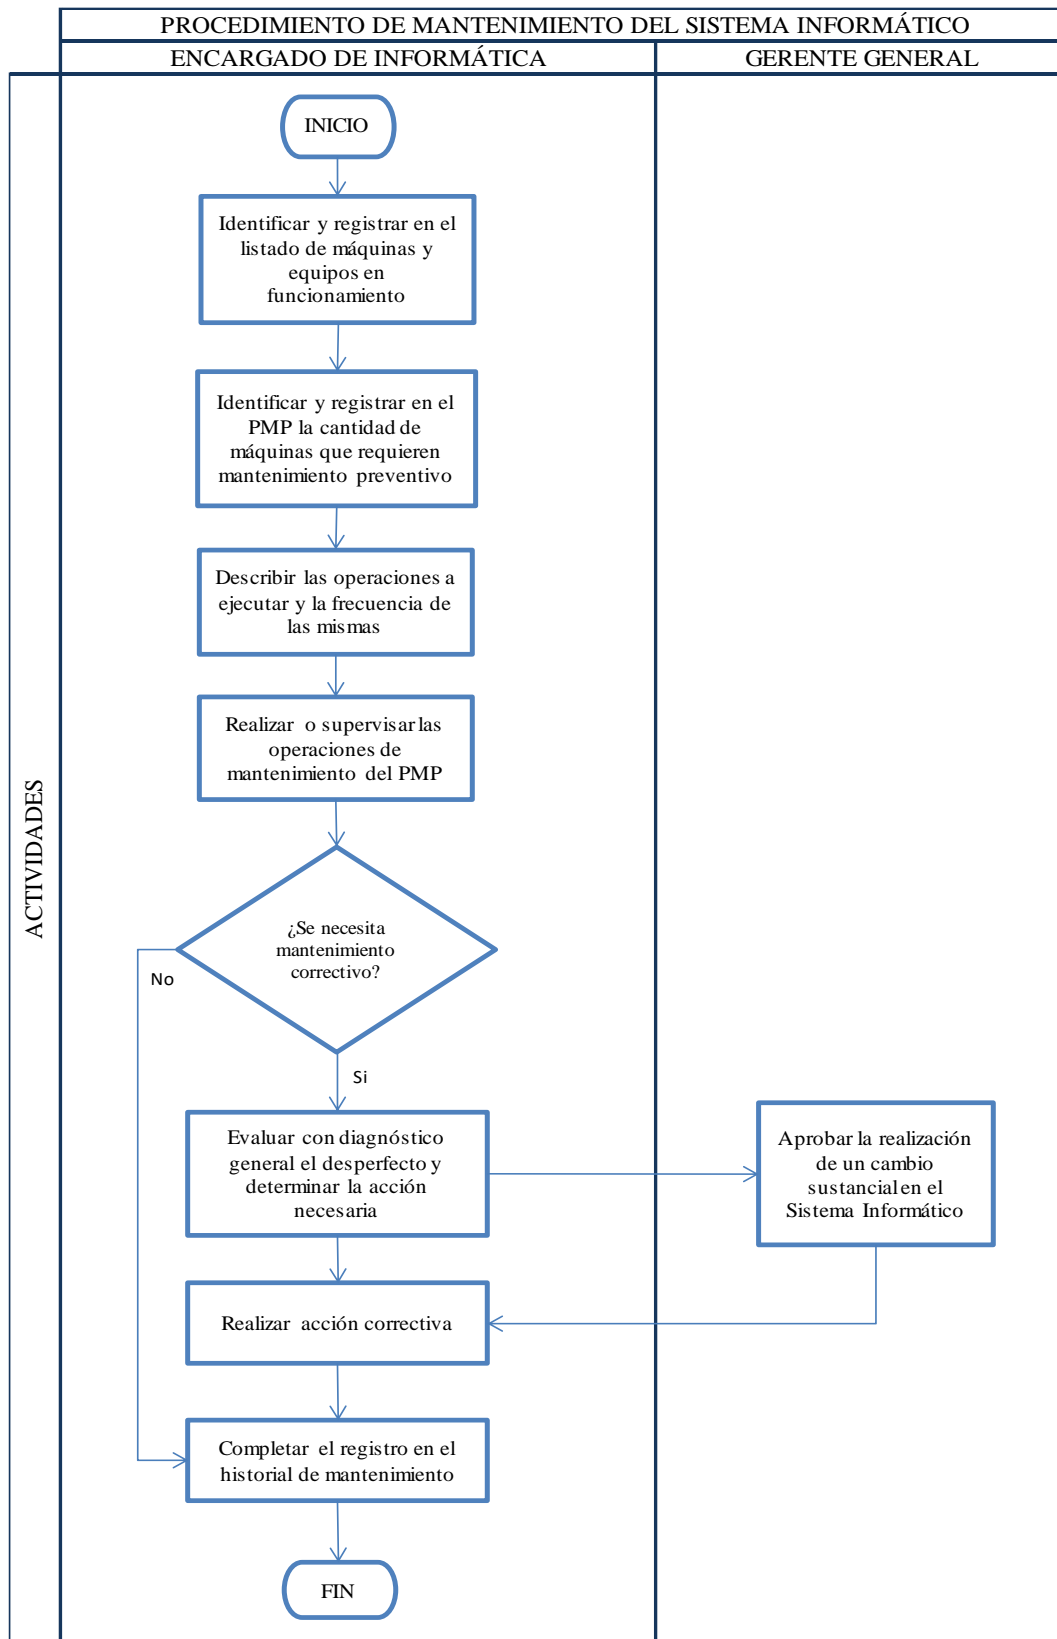 PROCEDIMIENTO DE MANTENIMIENTO DEL SISTEMA INFORMÁTICO
ENCARGADO DE INFORMÁTICA
GERENTE GENERAL
ACTIVIDADES
INICIO
Identificar y registrar en el
listado de máquinas y
equipos en
funcionamiento
Identificar y registrar en el
PMP la cantidad de
máquinas que requieren
mantenimiento preventivo
Describir las operaciones a
ejecutar y la frecuencia de
las mismas
Realizar o supervisar las
operaciones de
mantenimiento del PMP
¿Se necesita
mantenimiento
correctivo?
No
Si
Evaluar con diagnóstico
general el desperfecto y
determinar la acción
necesaria
Aprobar la realización
de un cambio
sustancial en el
Sistema Informático
Realizar acción correctiva
Completar el registro en el
historial de mantenimiento
FIN